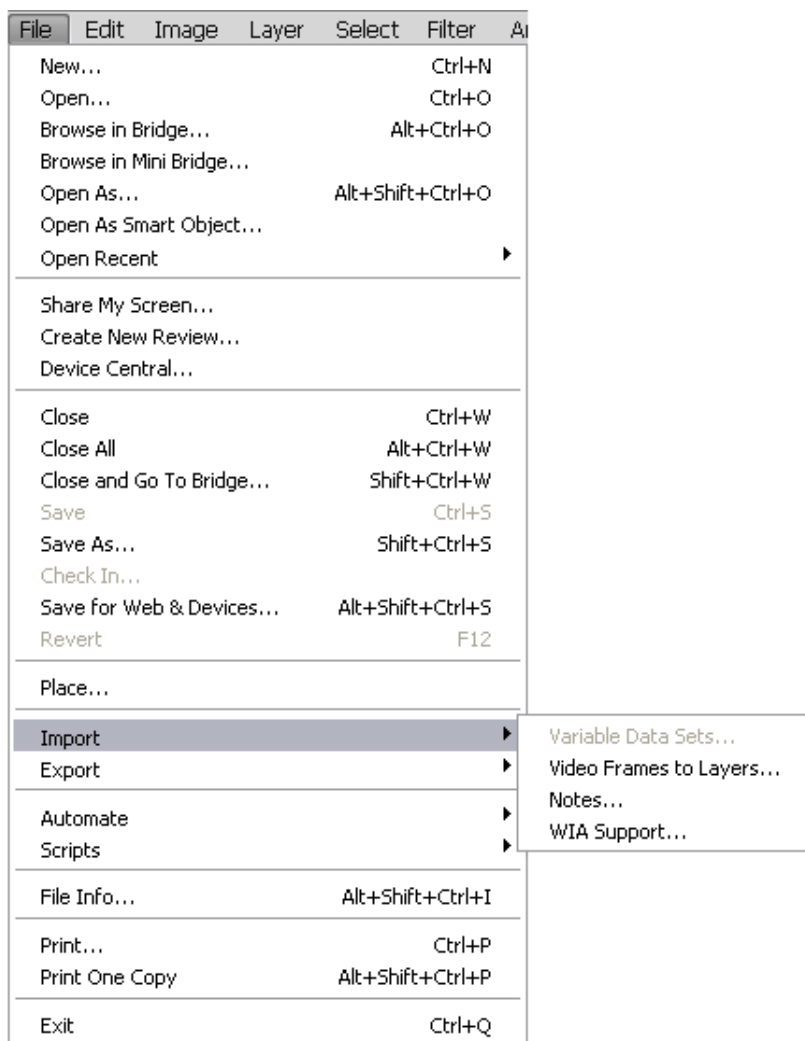 File Edit Image Layer Select Filter
New... Ctrl+N
Open... Ctrl+O
Browse in Bridge... Alt+Ctrl+O
Browse in Mini Bridge...
Open As... Alt+Shift+Ctrl+O
Open As Smart Object...
Open Recent
Share My Screen...
Create New Review...
Device Central...
Close Ctrl+W
Close All Alt+Ctrl+W
Close and Go To Bridge... Shift+Ctrl+W
Save Ctrl+S
Save As... Shift+Ctrl+S
Check In...
Save for Web & Devices... Alt+Shift+Ctrl+S
Revert F12
Place...
Import
Export
Automate
Scripts
File Info... Alt+Shift+Ctrl+I
Print... Ctrl+P
Print One Copy Alt+Shift+Ctrl+P
Exit Ctrl+Q
Variable Data Sets...
Video Frames to Layers...
Notes...
WIA Support...